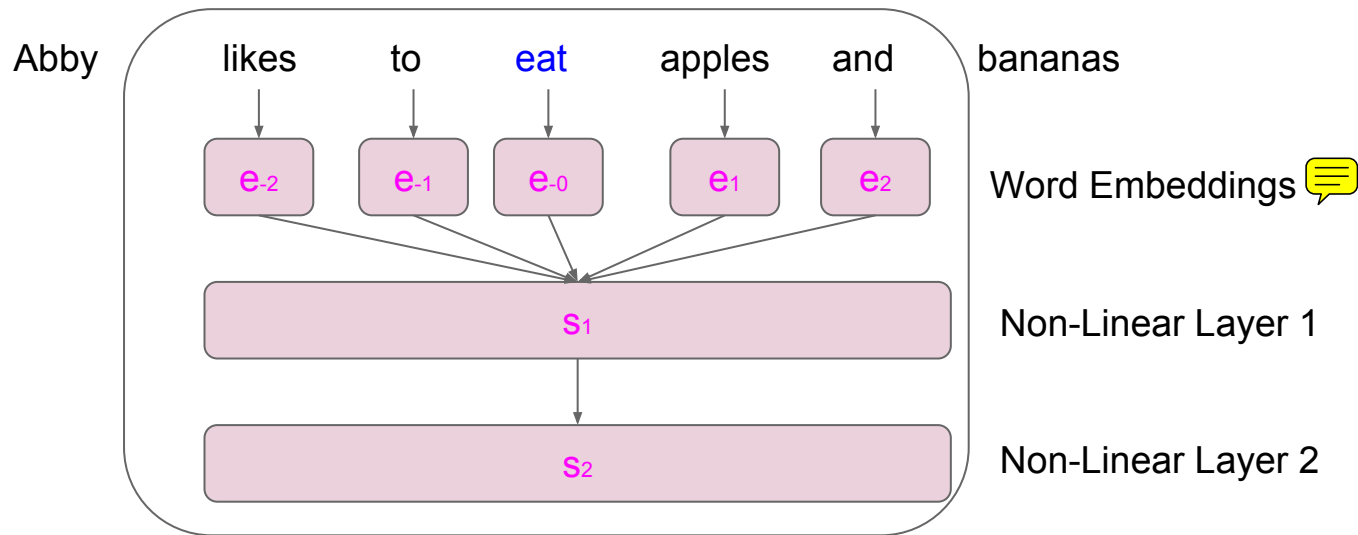 Abby likes to eat apples and bananas
e-2 e-1 e-0 e1 e2
Word Embeddings
s1
Non-Linear Layer 1
s2
Non-Linear Layer 2